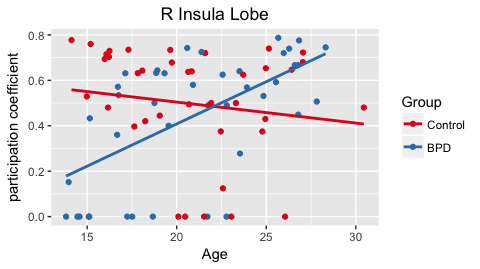 R Insula Lobe
participation coefficient
0.8
0.6
0.4
0.2
0.0
15
20
25
30
Age
Group
Control
BPD